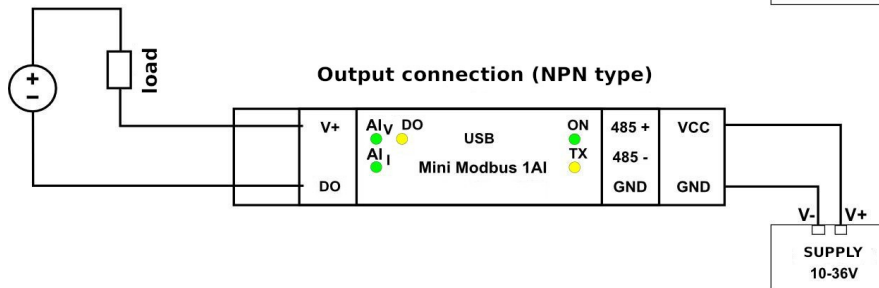 Output connection (NPN type)
+
−
load
V+
DO
AIV DO
AII
USB
Mini Modbus 1AI
ON
TX
485 +
485 -
GND
VCC
GND
V- V+
SUPPLY
10-36V